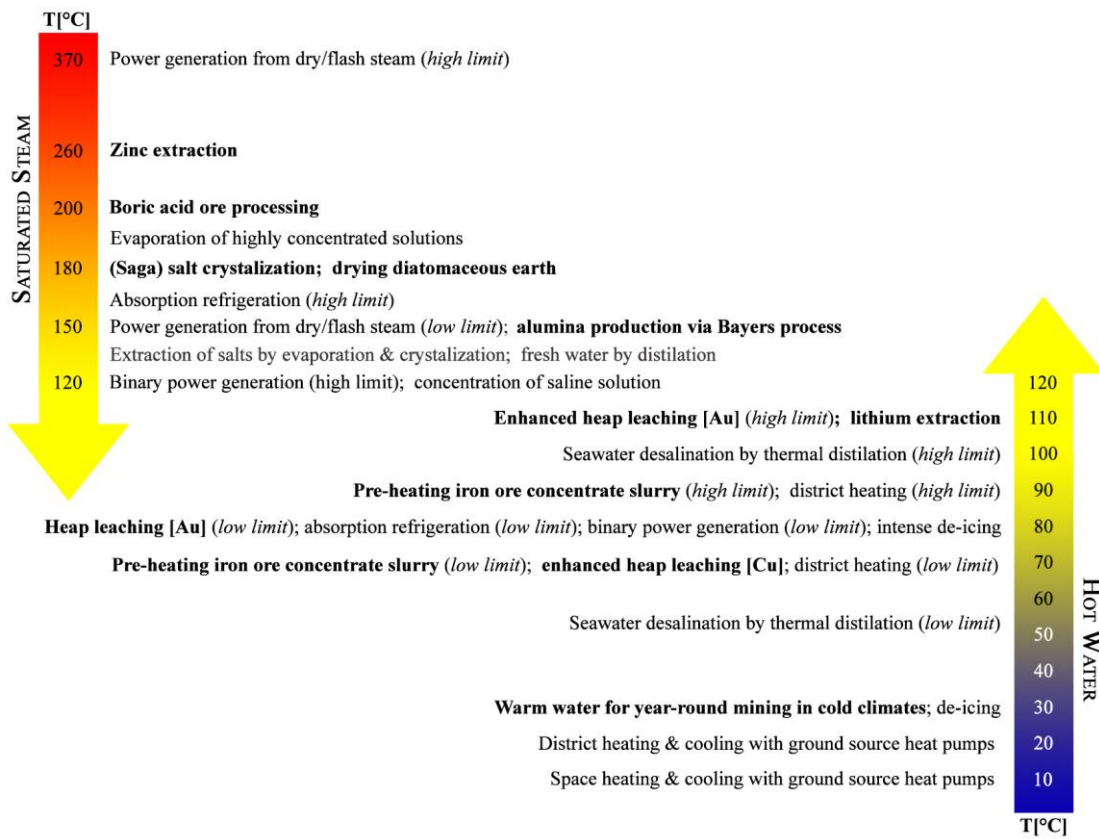 T[°C]
370 Power generation from dry/flash steam (high limit)
260 Zinc extraction
200 Boric acid ore processing
Evaporation of highly concentrated solutions
180 (Saga) salt crystalization; drying diatomaceous earth
Absorption refrigeration (high limit)
150 Power generation from dry/flash steam (low limit); alumina production via Bayers process
Extraction of salts by evaporation & crystalization; fresh water by distilation
120 Binary power generation (high limit); concentration of saline solution
SATURATED STEAM
120
Enhanced heap leaching [Au] (high limit); lithium extraction 110
Seawater desalination by thermal distilation (high limit) 100
Pre-heating iron ore concentrate slurry (high limit); district heating (high limit) 90
Heap leaching [Au] (low limit); absorption refrigeration (low limit); binary power generation (low limit); intense de-icing 80
Pre-heating iron ore concentrate slurry (low limit); enhanced heap leaching [Cu]; district heating (low limit) 70
60
Seawater desalination by thermal distilation (low limit)
50
40
Warm water for year-round mining in cold climates; de-icing 30
District heating & cooling with ground source heat pumps 20
Space heating & cooling with ground source heat pumps 10
T[°C]
HOT WATER